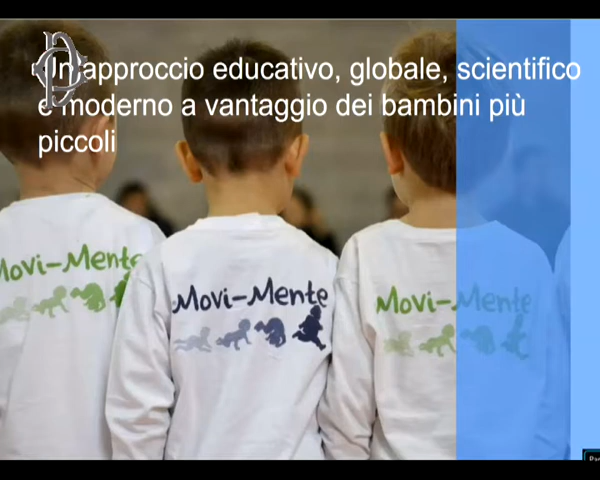 Un approccio educativo, globale, scientifico
e moderno a vantaggio dei bambini più
piccoli
Movi-Mente
Movi-Mente
Movi-Mente